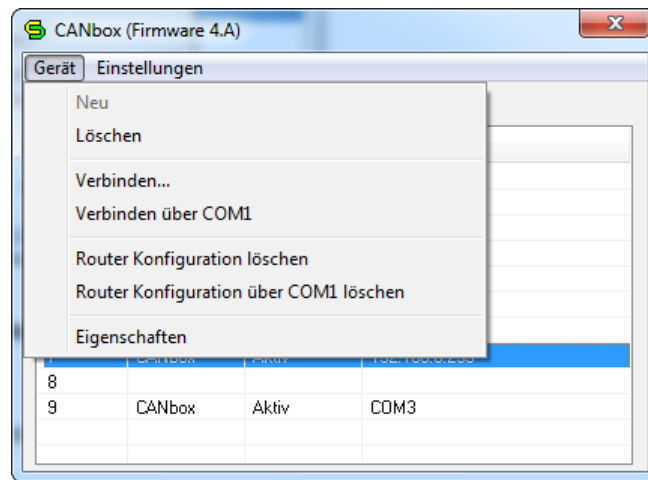 CANbox (Firmware 4.A)
Gerät Einstellungen
Neu
Löschen
Verbinden...
Verbinden über COM1
Router Konfiguration löschen
Router Konfiguration über COM1 löschen
Eigenschaften
8
9 CANbox Aktiv COM3